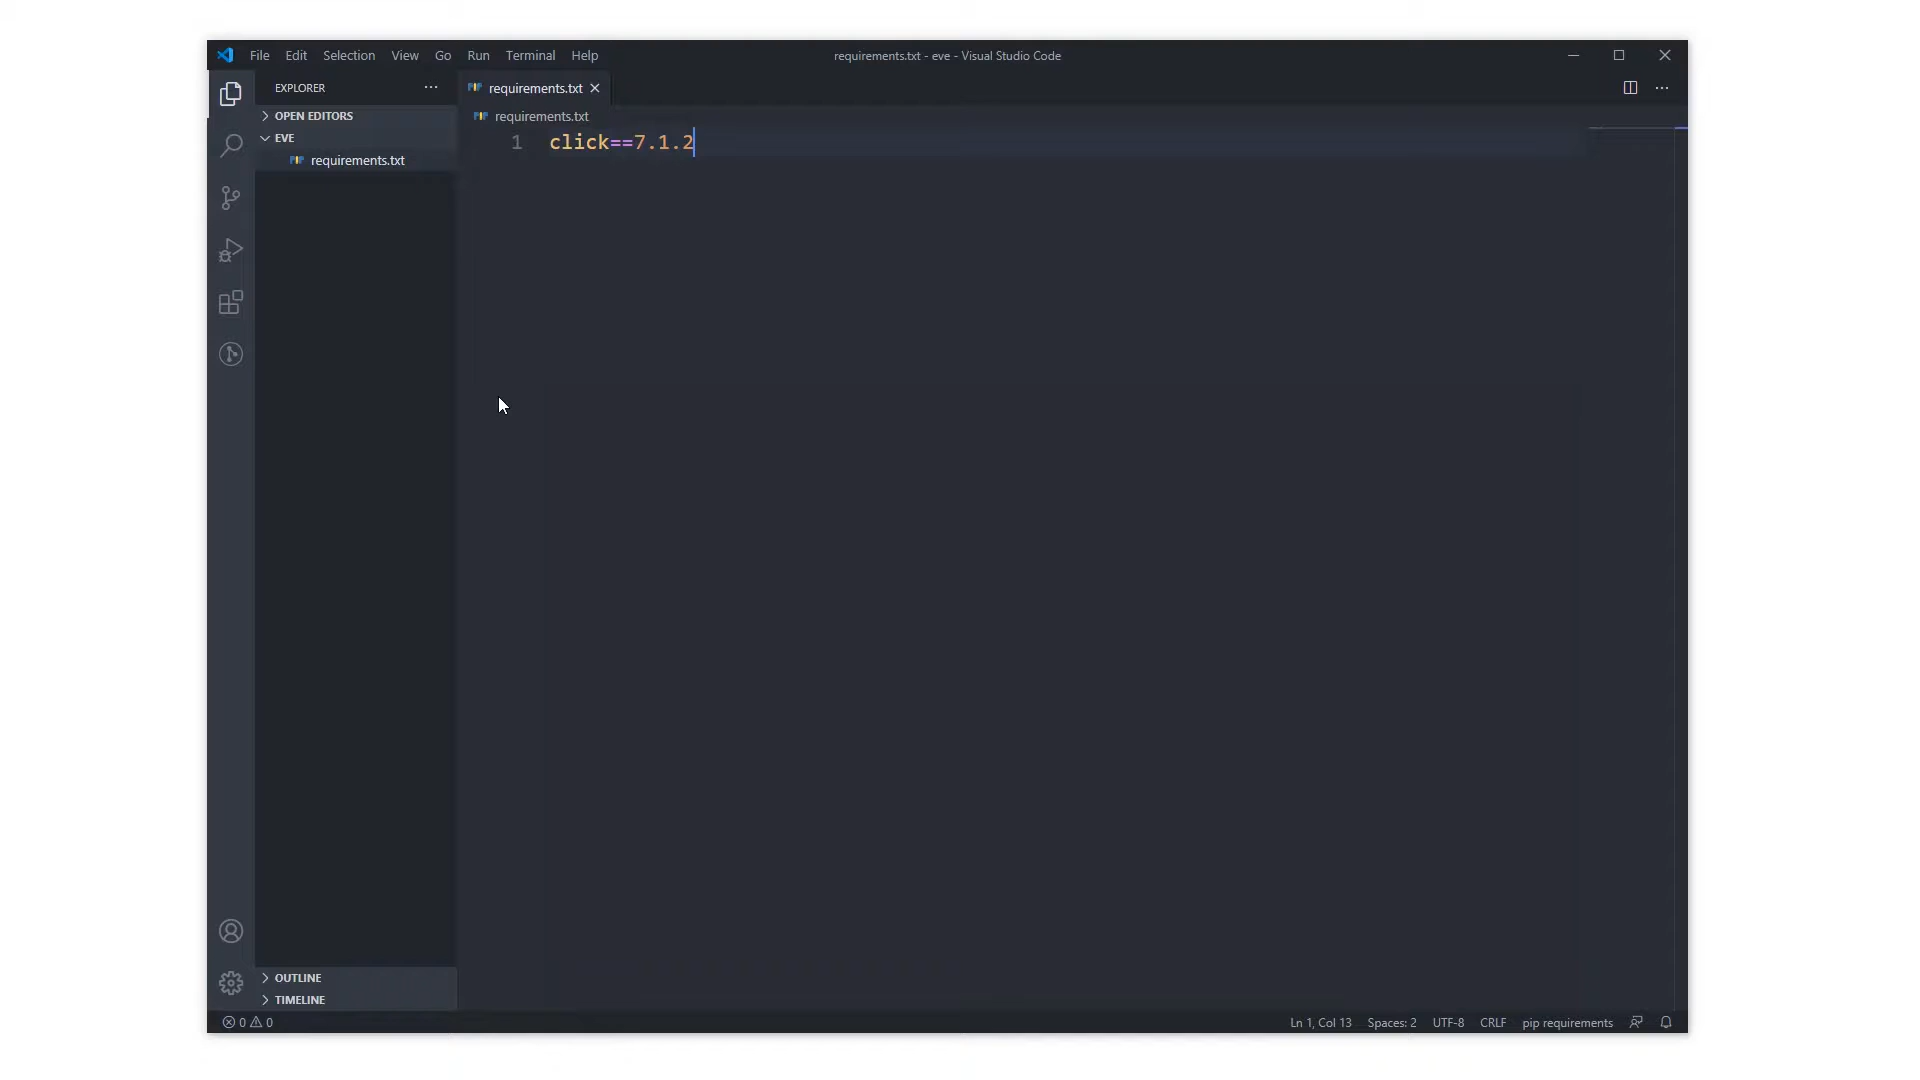 File Edit Selection View Go Run Terminal Help
requirements.txt - eve - Visual Studio Code
EXPLORER
requirements.txt
OPEN EDITORS
requirements.txt
EVE
requirements.txt
1 click==7.1.2
OUTLINE
TIMELINE
0 0
Ln 1, Col 13 Spaces: 2 UTF-8 CRLF pip requirements